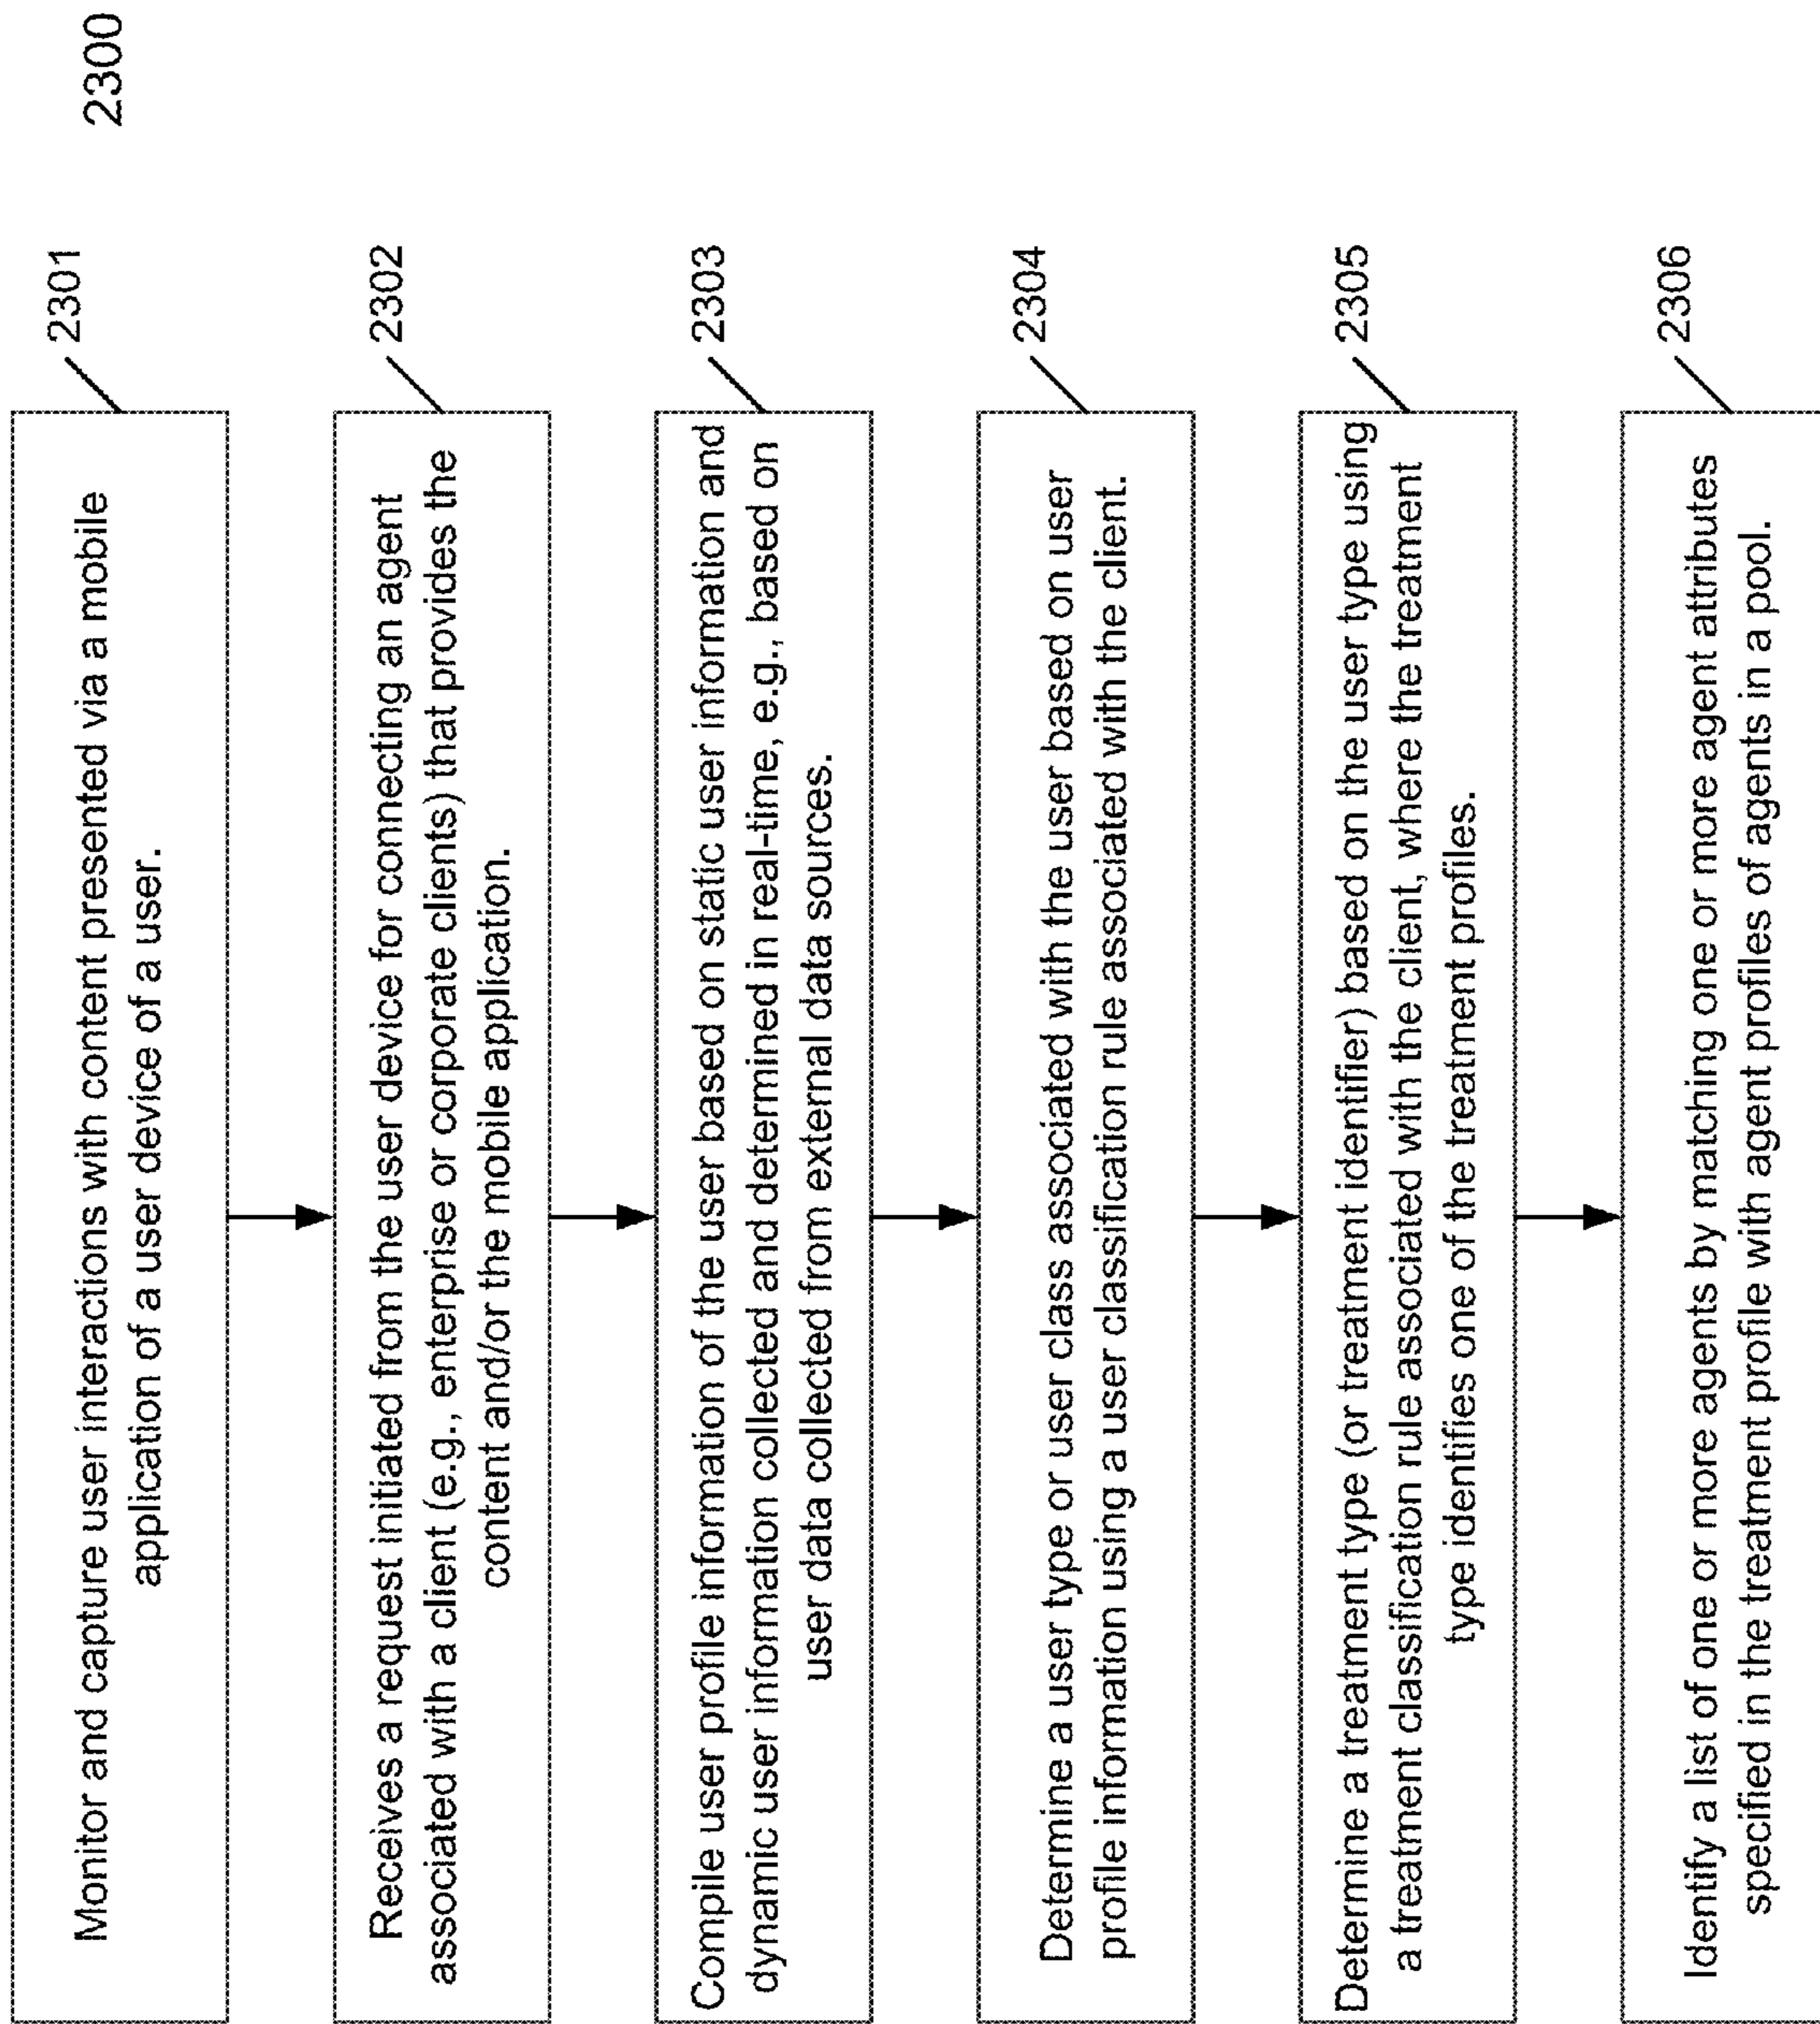 2300
2301
Monitor and capture user interactions with content presented via a mobile
application of a user device of a user.
2302
Receives a request initiated from the user device for connecting an agent
associated with a client (e.g., enterprise or corporate clients) that provides the
content and/or the mobile application.
2303
Compile user profile information of the user based on static user information and
dynamic user information collected and determined in real-time, e.g., based on
user data collected from external data sources.
2304
Determine a user type or user class associated with the user based on user
profile information using a user classification rule associated with the client.
2305
Determine a treatment type (or treatment identifier) based on the user type using
a treatment classification rule associated with the client, where the treatment
type identifies one of the treatment profiles.
2306
Identify a list of one or more agents by matching one or more agent attributes
specified in the treatment profile with agent profiles of agents in a pool.